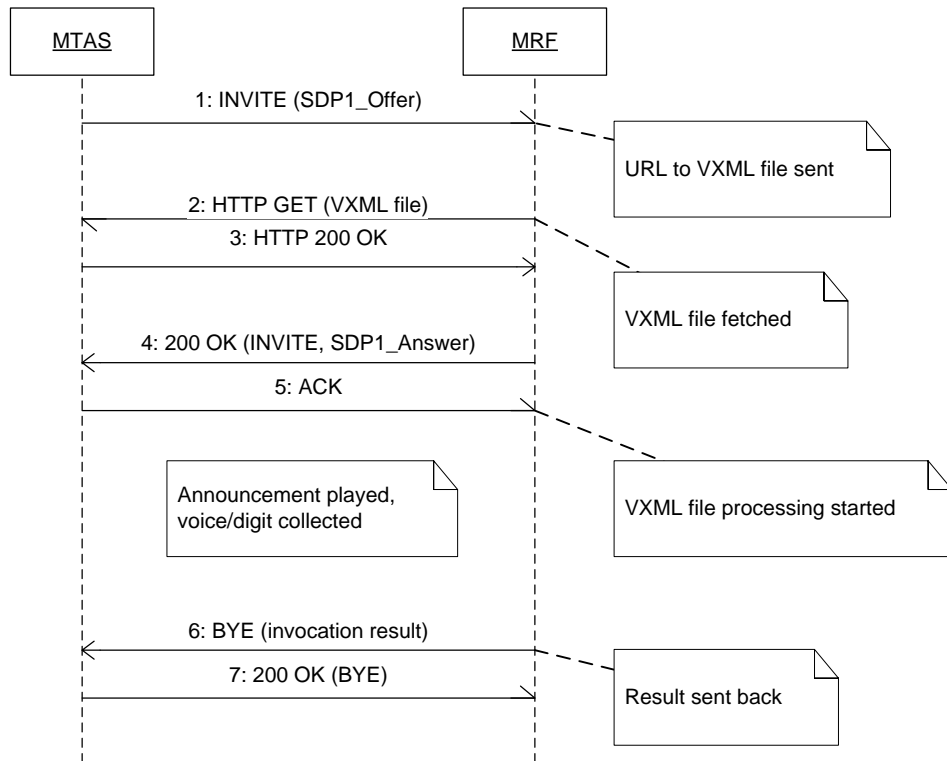 MTAS
MRF
1: INVITE (SDP1_Offer)
URL to VXML file sent
2: HTTP GET (VXML file)
3: HTTP 200 OK
VXML file fetched
4: 200 OK (INVITE, SDP1_Answer)
5: ACK
Announcement played,
voice/digit collected
VXML file processing started
6: BYE (invocation result)
7: 200 OK (BYE)
Result sent back